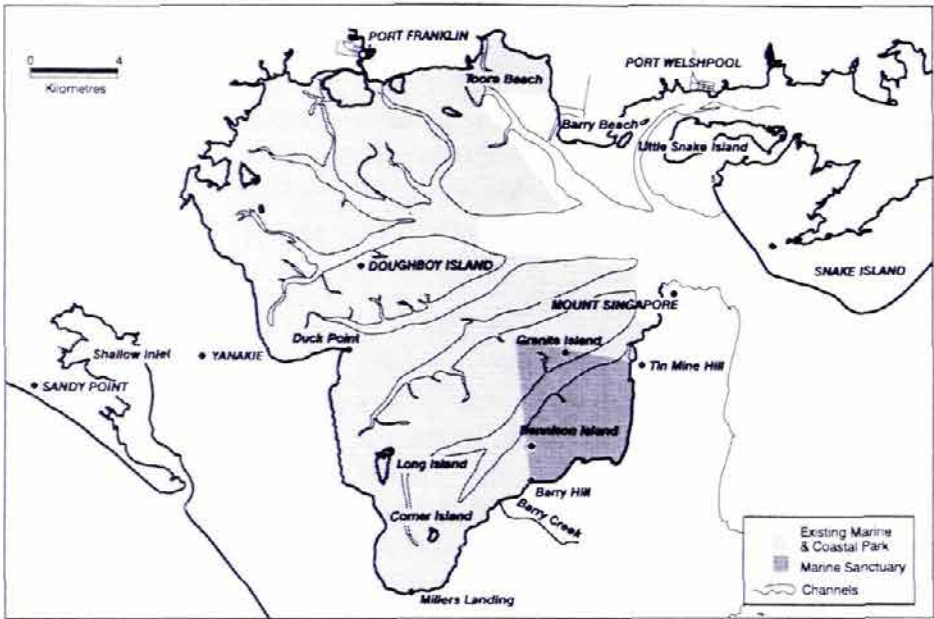 PORT FRANKLIN
0 4
Kilometres
Toora Beach
PORT WELSHPOOL
Barry Beach
Little Snake Island
DOUGHBOY ISLAND
SNAKE ISLAND
MOUNT SINGAPORE
Duck Point
Granite Island
Shallow Inlet
YANAKIE
Tin Mine Hill
SANDY POINT
Bennison Island
Long Island
Barry Hill
Corner Island
Barry Creek
Existing Marine
& Coastal Park
Marine Sanctuary
Channels
Millers Landing